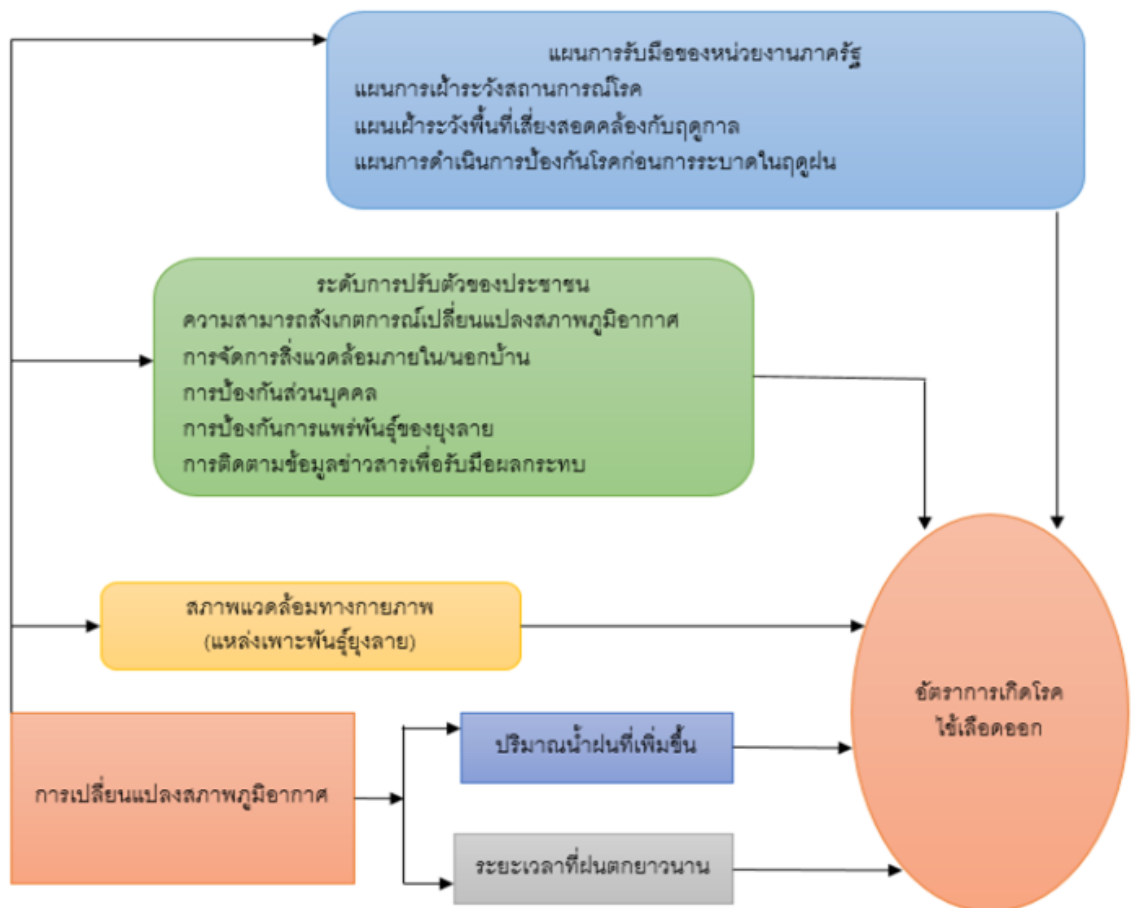 แผนการรับมือของหน่วยงานภาครัฐ
แผนการเฝ้าระวังสถานการณ์โรค
แผนเฝ้าระวังพื้นที่เสี่ยงสอดคล้องกับฤดูกาล
แผนการดำเนินการป้องกันโรคก่อนการระบาดในฤดูฝน
ระดับการปรับตัวของประชาชน
ความสามารถสังเกตการณ์เปลี่ยนแปลงสภาพภูมิอากาศ
การจัดการสิ่งแวดล้อมภายใน/นอกบ้าน
การป้องกันส่วนบุคคล
การป้องกันการแพร่พันธุ์ของยุงลาย
การติดตามข้อมูลข่าวสารเพื่อรับมือผลกระทบ
สภาพแวดล้อมทางกายภาพ
(แหล่งเพาะพันธุ์ยุงลาย)
อัตราการเกิดโรค
ไข้เลือดออก
ปริมาณน้ำฝนที่เพิ่มขึ้น
การเปลี่ยนแปลงสภาพภูมิอากาศ
ระยะเวลาที่ฝนตกยาวนาน